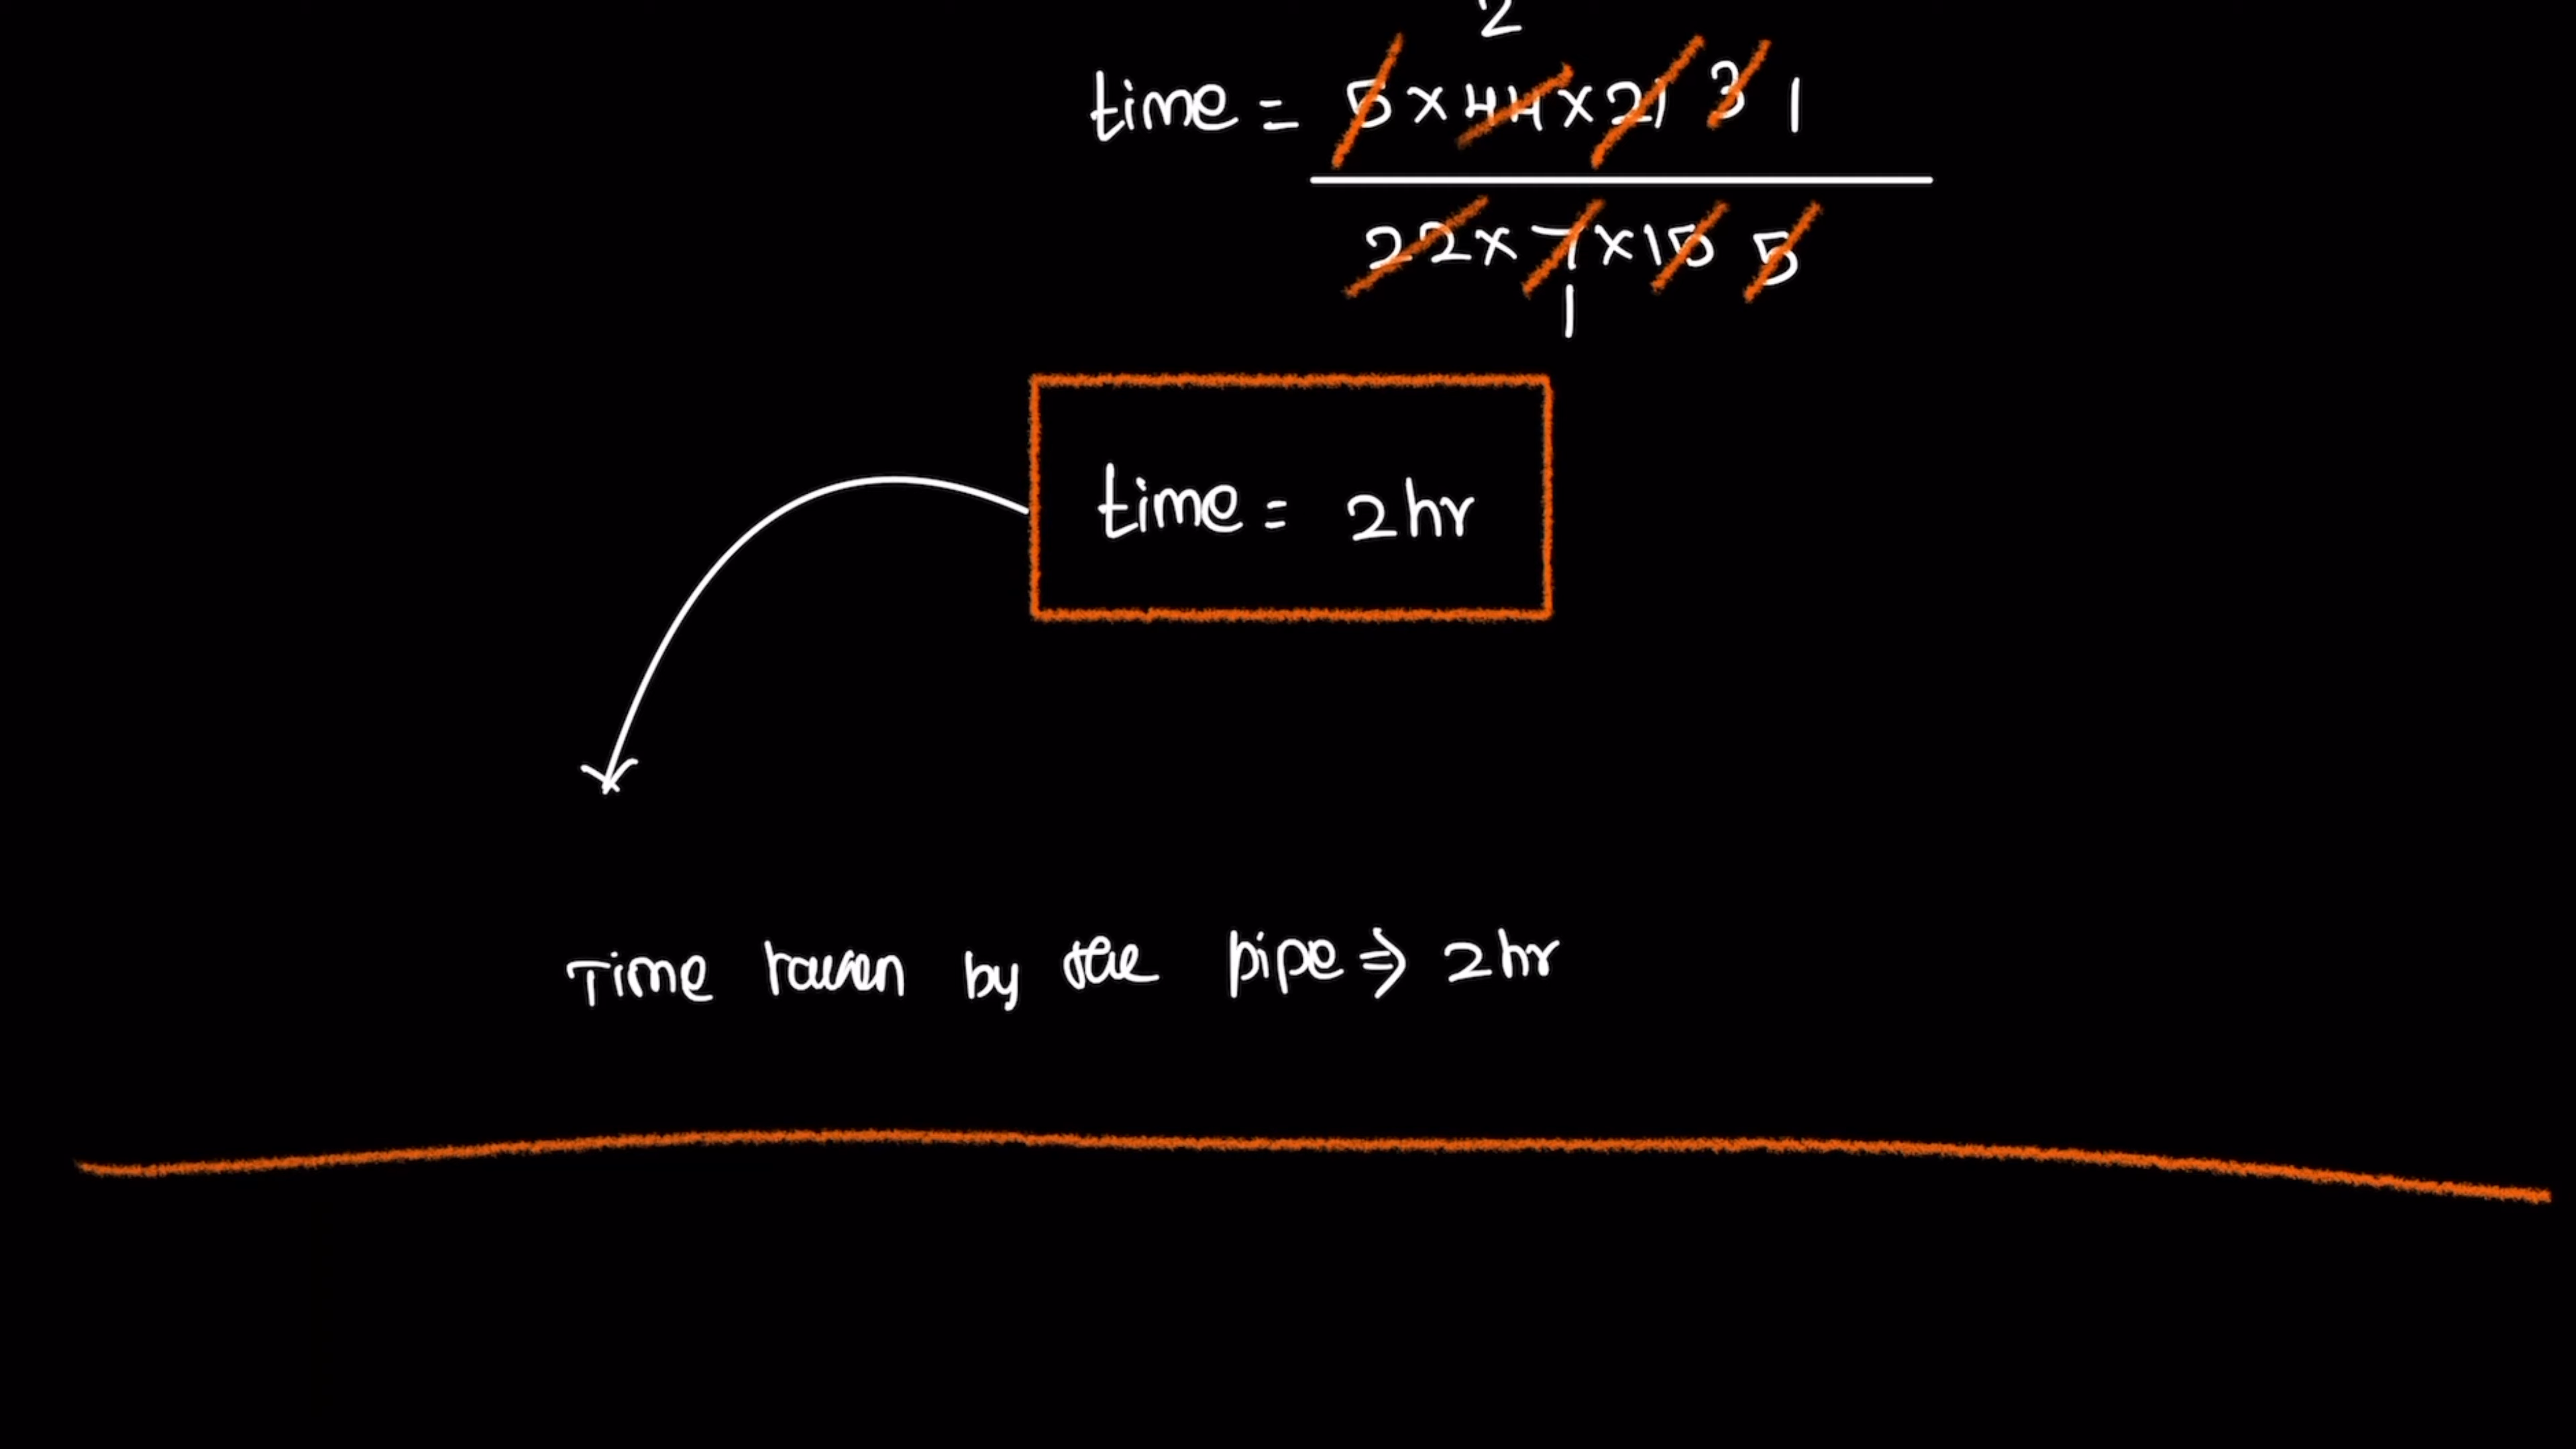 2
time = 5 x 44 x 21 3 1
22 x 7 x 15 5
1
time = 2 hr
Time taken by the pipe ⇒ 2 hr